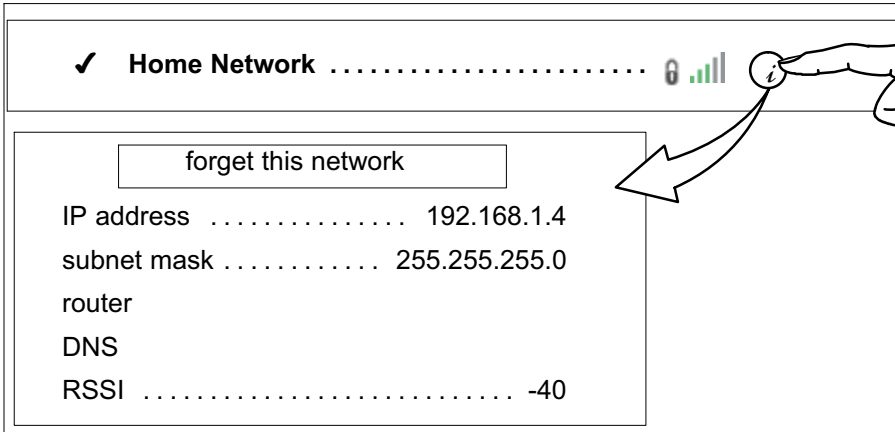 ✓ Home Network ........................ i
forget this network
IP address ............... 192.168.1.4
subnet mask ............ 255.255.255.0
router
DNS
RSSI ............................ -40